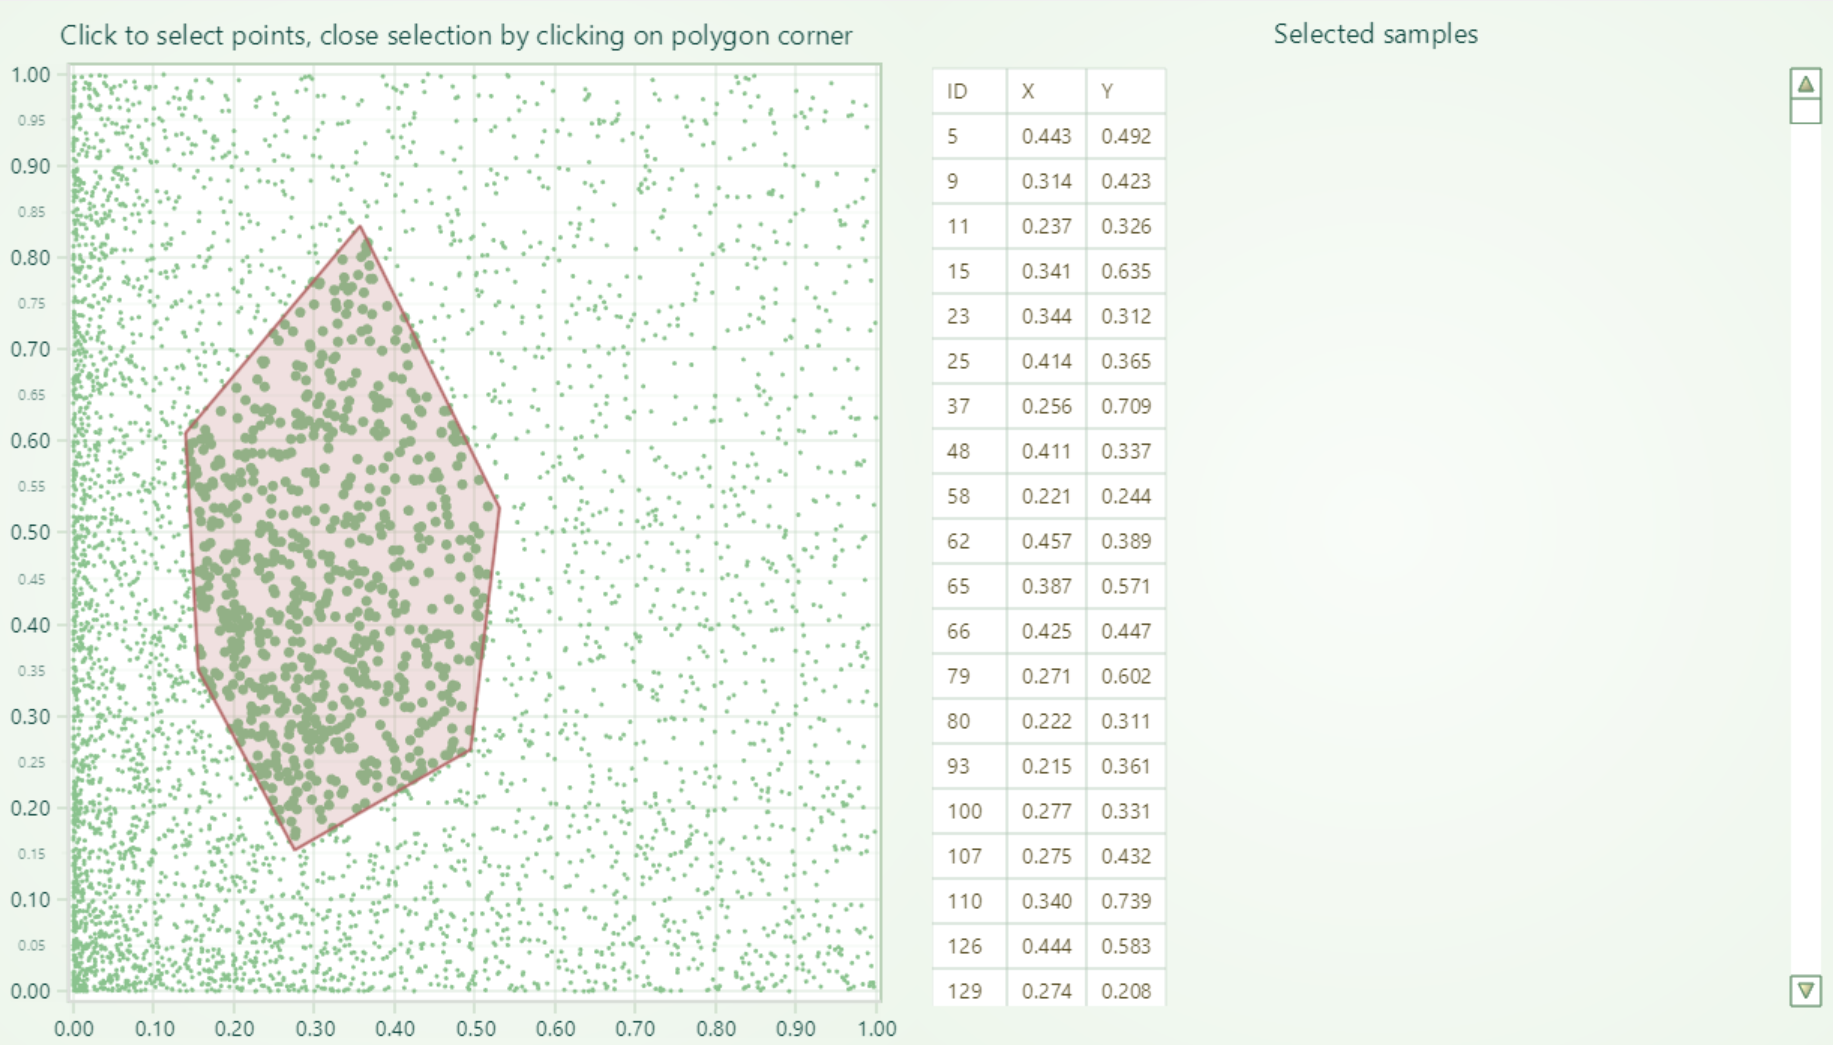 Click to select points, close selection by clicking on polygon corner
1.00
0.95
0.90
0.85
0.80
0.75
0.70
0.65
0.60
0.55
0.50
0.45
0.40
0.35
0.30
0.25
0.20
0.15
0.10
0.05
0.00
0.00 0.10 0.20 0.30 0.40 0.50 0.60 0.70 0.80 0.90 1.00
Selected samples
ID X Y
5 0.443 0.492
9 0.314 0.423
11 0.237 0.326
15 0.341 0.635
23 0.344 0.312
25 0.414 0.365
37 0.256 0.709
48 0.411 0.337
58 0.221 0.244
62 0.457 0.389
65 0.387 0.571
66 0.425 0.447
79 0.271 0.602
80 0.222 0.311
93 0.215 0.361
100 0.277 0.331
107 0.275 0.432
110 0.340 0.739
126 0.444 0.583
129 0.274 0.208